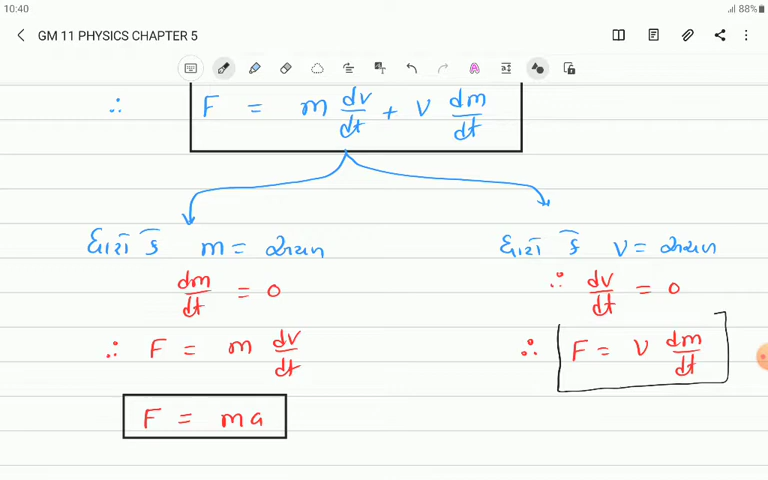 10:40
88%
GM 11 PHYSICS CHAPTER 5
∴ F = m dv/dt + v dm/dt
ધારો કે m = અચળ
ધારો કે v = અચળ
dm/dt = 0
∴ dv/dt = 0
∴ F = m dv/dt
∴ F = v dm/dt
F = ma